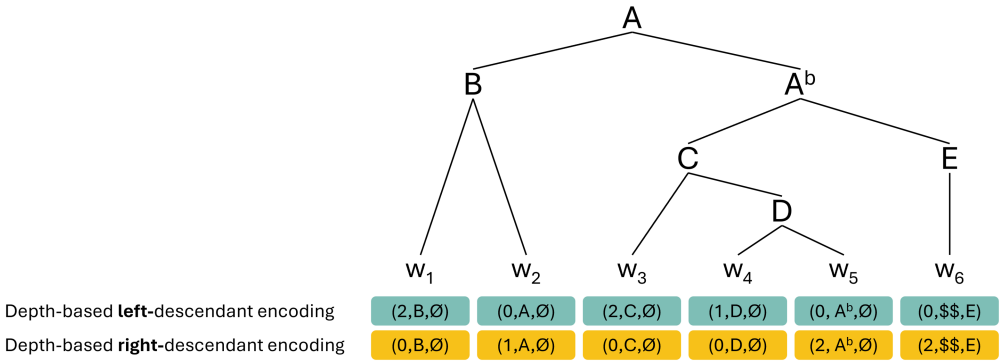 A
B A^b
C E
D
w₁ w₂ w₃ w₄ w₅ w₆
Depth-based left-descendant encoding (2,B,Ø) (0,A,Ø) (2,C,Ø) (1,D,Ø) (0, A^b,Ø) (0,$$,E)
Depth-based right-descendant encoding (0,B,Ø) (1,A,Ø) (0,C,Ø) (0,D,Ø) (2, A^b,Ø) (2,$$,E)